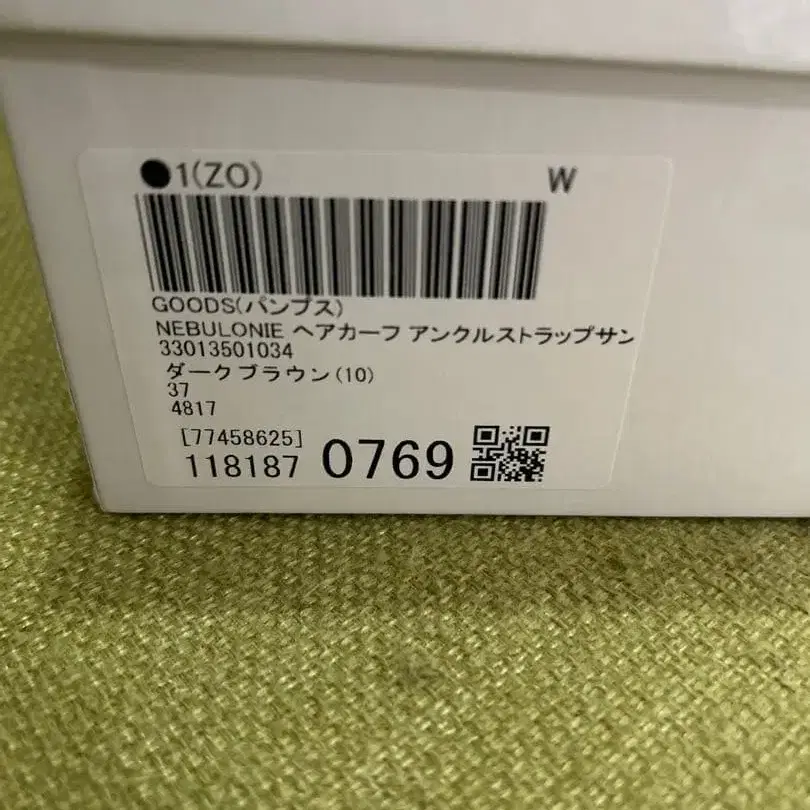 ●1(ZO) W
GOODS(パンプス)
NEBULONIE ヘアカーフ アンクルストラップサン
33013501034
ダークブラウン(10)
37
4817
[77458625]
118187 0769